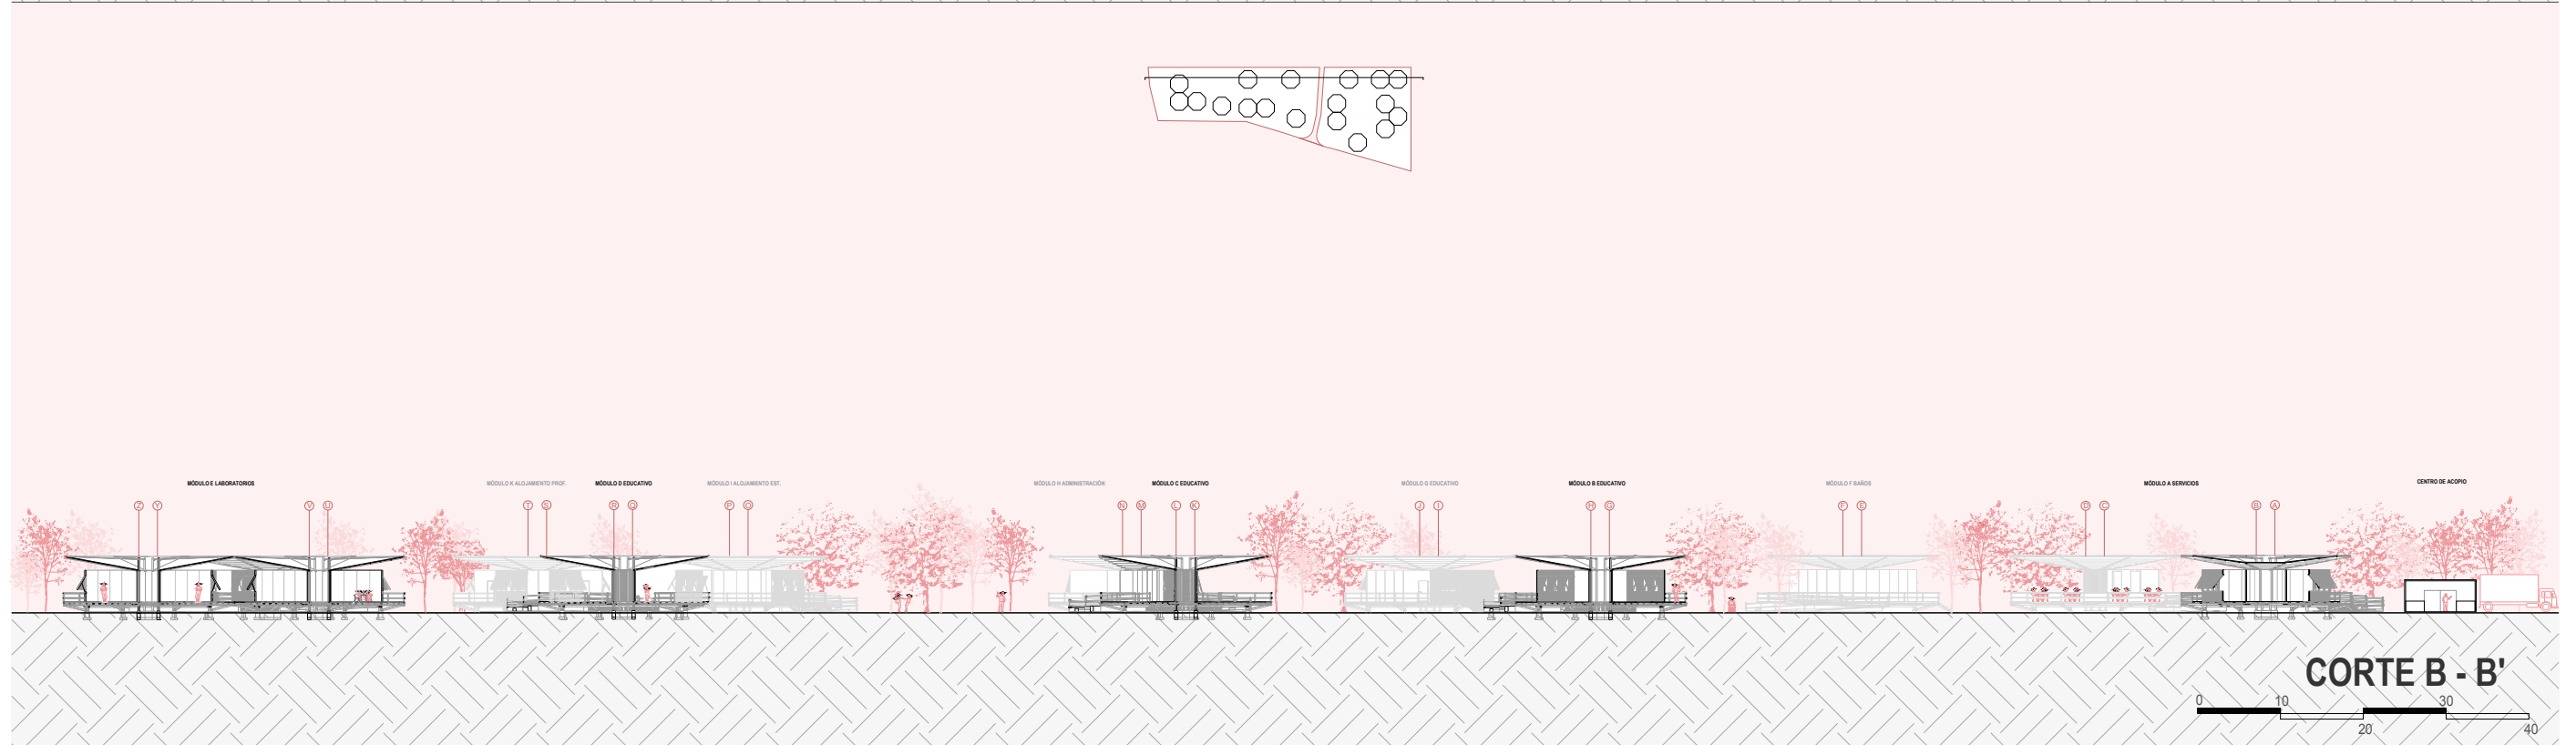 MÓDULO E LABORATORIOS
MÓDULO K ALOJAMIENTO PROF.
MÓDULO D EDUCATIVO
MÓDULO I ALOJAMIENTO EST.
MÓDULO H ADMINISTRACIÓN
MÓDULO C EDUCATIVO
MÓDULO G EDUCATIVO
MÓDULO B EDUCATIVO
MÓDULO F BAÑOS
MÓDULO A SERVICIOS
CENTRO DE ACOPIO
Z Y V U T S R Q P O N M L K J I H G F E D C B A
CORTE B - B'
0 10 30
20 40